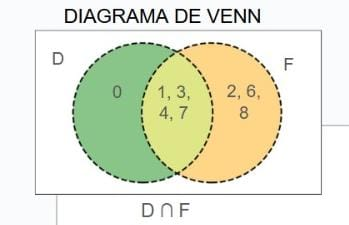 DIAGRAMA DE VENN
D
F
0
1, 3,
4, 7
2, 6,
8
D ∩ F